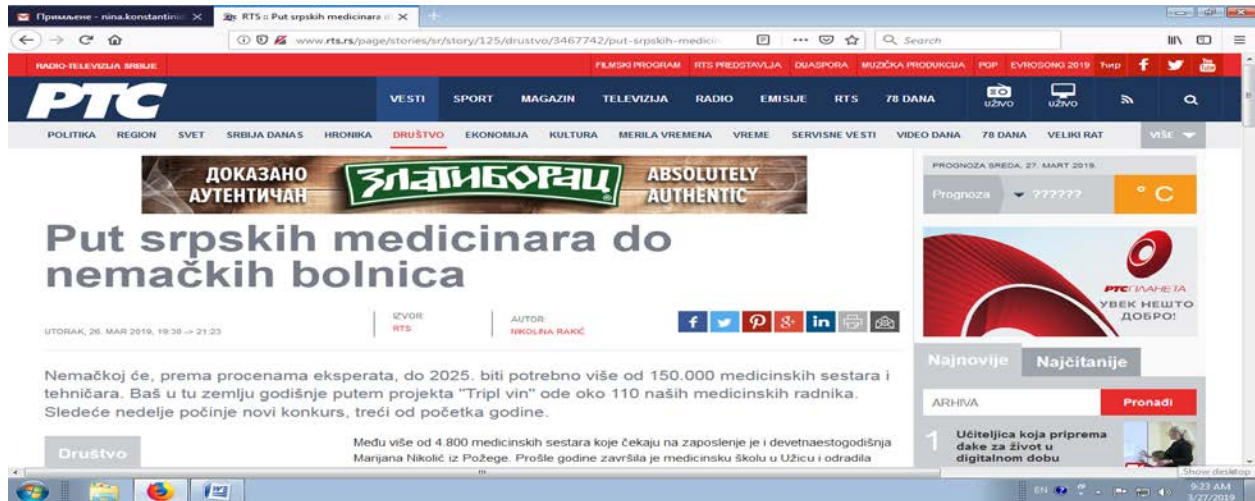 Примљене - nina.konstantini
RTS :: Put srpskih medicinara d
www.rts.rs/page/stories/sr/story/125/drustvo/3467742/put-srpskih-medicin
Search
RADIO-TELEVIZIJA SRBIJE
FILMSKI PROGRAM RTS PREDSTAVLJA DIJASPORA MUZIČKA PRODUKCIJA PGP EVROSONG 2019 Ћир
РТС
VESTI SPORT MAGAZIN TELEVIZIJA RADIO EMISIJE RTS 78 DANA UŽIVO UŽIVO
POLITIKA REGION SVET SRBIJA DANAS HRONIKA DRUŠTVO EKONOMIJA KULTURA MERILA VREMENA VREME SERVISNE VESTI VIDEO DANA 78 DANA VELIKI RAT VIŠE
ДОКАЗАНО АУТЕНТИЧАН
ЗЛАТИБОРАЦ
ABSOLUTELY AUTHENTIC
PROGNOZA SREDA, 27. MART 2019.
Prognoza ?????? °C
Put srpskih medicinara do
nemačkih bolnica
UTORAK, 26. MAR 2019, 19:30 -> 21:23
IZVOR:
RTS
AUTOR:
NIKOLINA RAKIĆ
РТС ПЛАНЕТА
УВЕК НЕШТО
ДОБРО!
Nemačkoj će, prema procenama eksperata, do 2025. biti potrebno više od 150.000 medicinskih sestara i
tehničara. Baš u tu zemlju godišnje putem projekta "Tripl vin" ode oko 110 naših medicinskih radnika.
Sledeće nedelje počinje novi konkurs, treći od početka godine.
Najnovije Najčitanije
ARHIVA Pronađi
Društvo
Među više od 4.800 medicinskih sestara koje čekaju na zaposlenje je i devetnaestogodišnja
Marijana Nikolić iz Požege. Prošle godine završila je medicinsku školu u Užicu i odradila
1 Učiteljica koja priprema
đake za život u
digitalnom dobu
Show desktop
EN
9:23 AM
3/27/2019